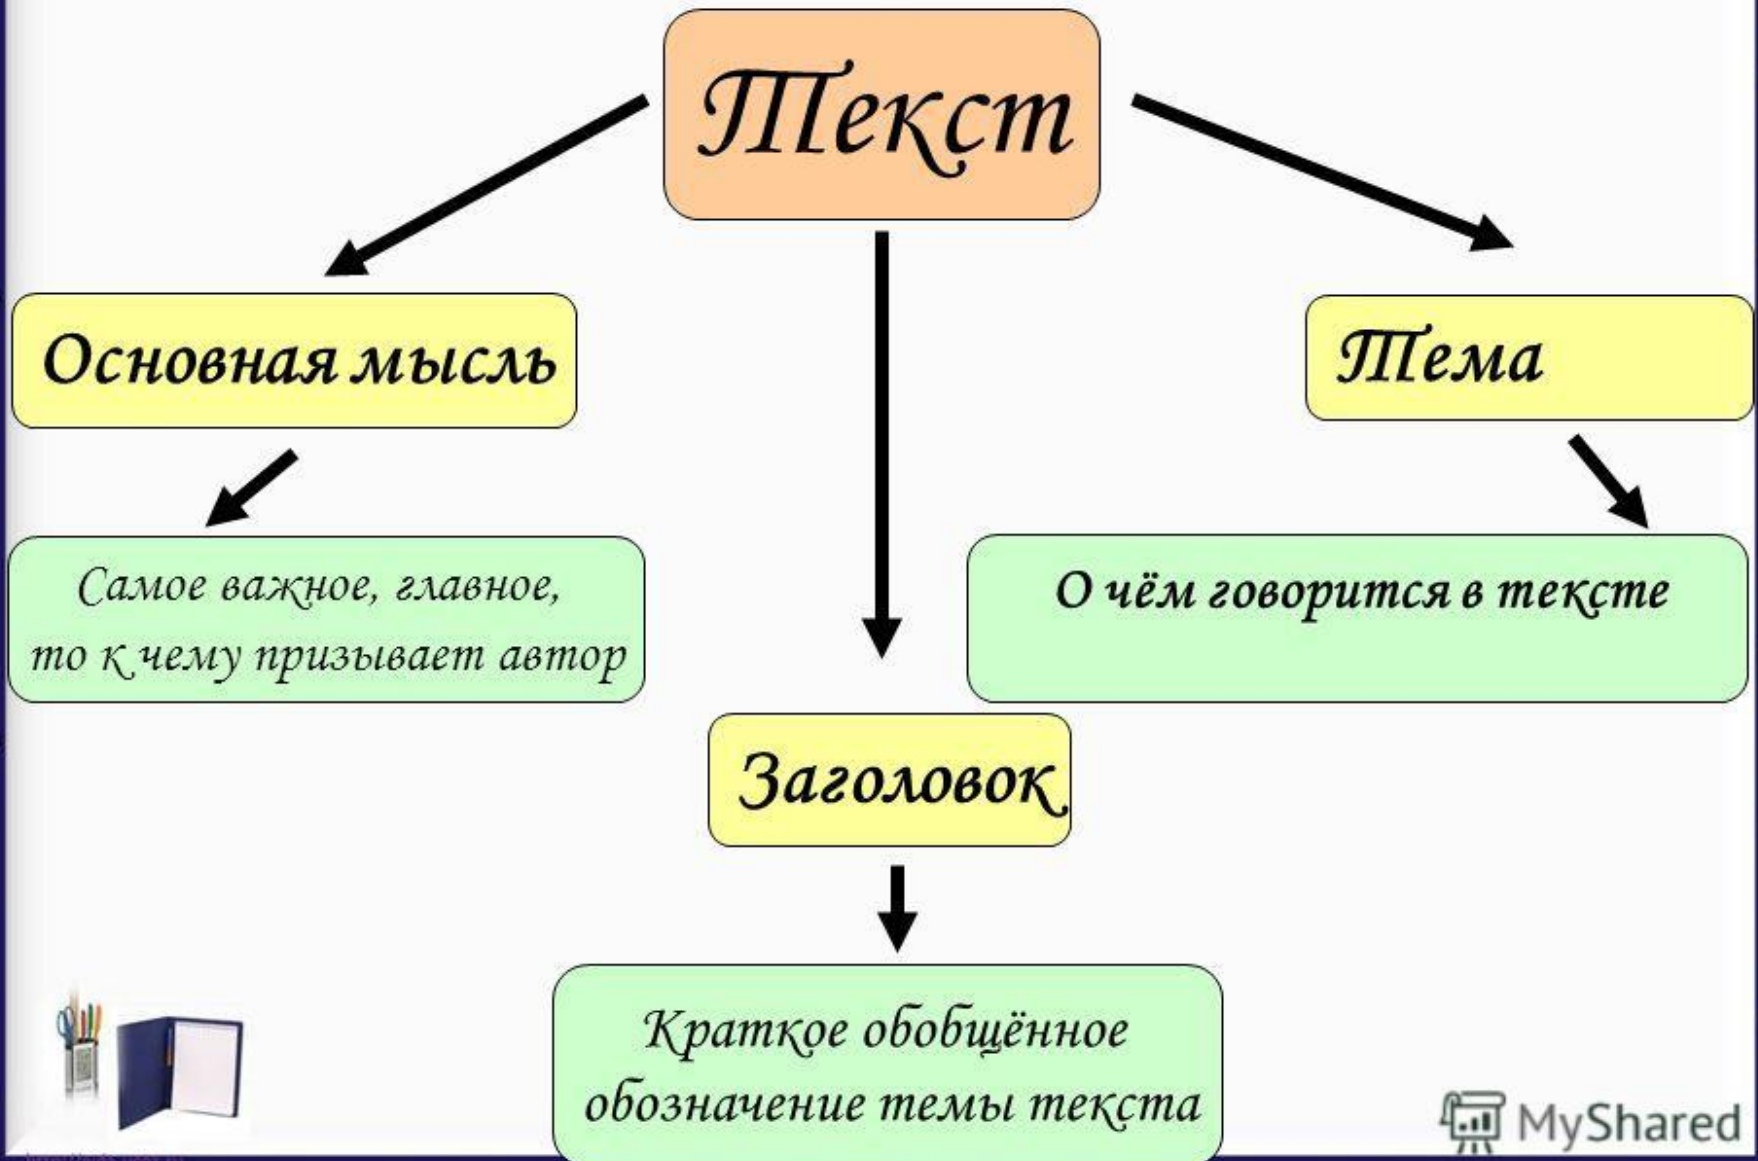 Текст
Основная мысль
Тема
Самое важное, главное,
то к чему призывает автор
О чём говорится в тексте
Заголовок
Краткое обобщённое
обозначение темы текста
MyShared